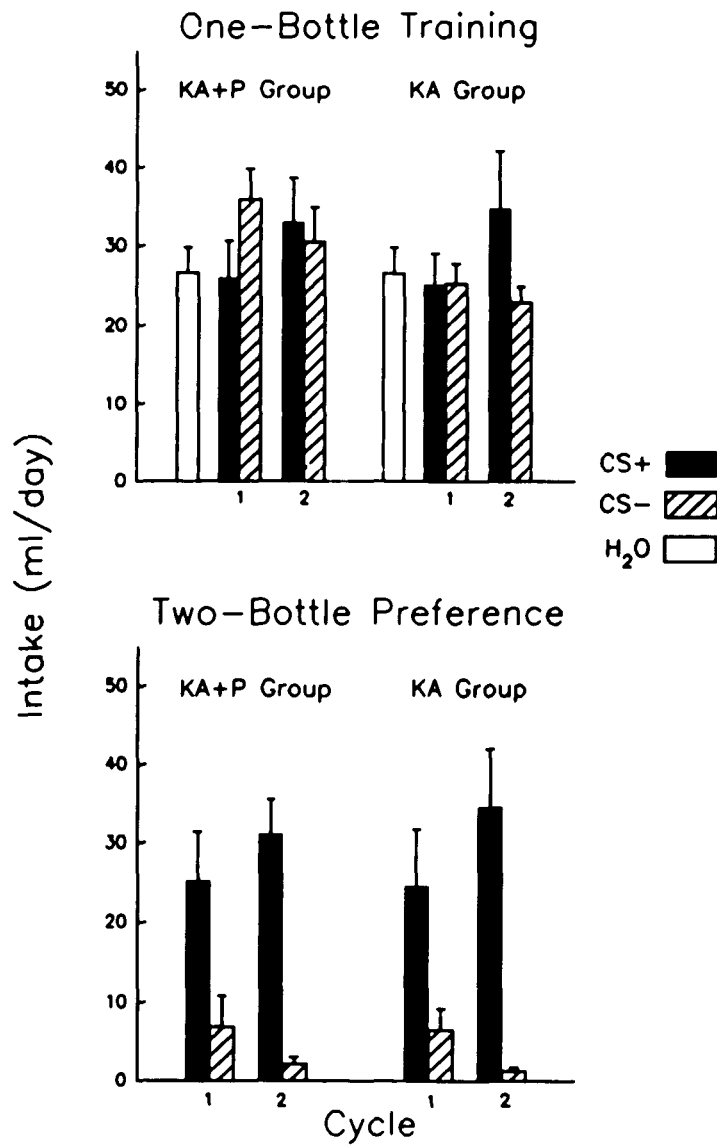 One-Bottle Training
KA+P Group
KA Group
50
40
30
20
10
0
1
2
1
2
Intake (ml/day)
CS+
CS-
H₂O
Two-Bottle Preference
KA+P Group
KA Group
50
40
30
20
10
0
1
2
1
2
Cycle